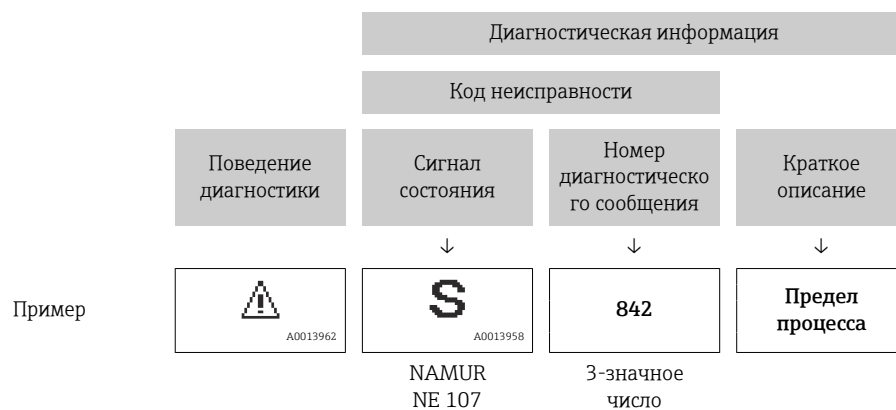 Диагностическая информация
Код неисправности
Поведение
диагностики
Сигнал
состояния
Номер
диагностическо
го сообщения
Краткое
описание
↓ ↓ ↓
Пример
A0013962
S
A0013958
842
Предел
процесса
NAMUR
NE 107
3-значное
число